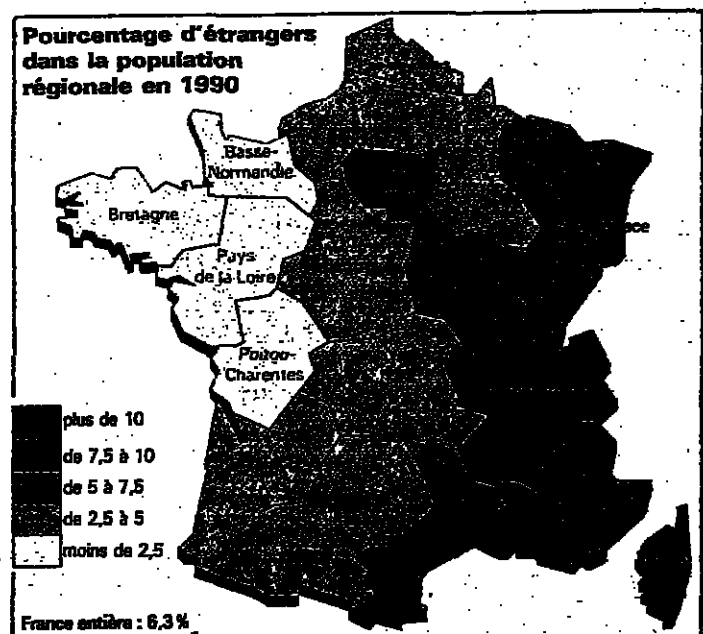 Pourcentage d'étrangers
dans la population
régionale en 1990
Basse-
Normandie
Bretagne
Pays
de la Loire
Poitou-
Charentes
plus de 10
de 7,5 à 10
de 5 à 7,5
de 2,5 à 5
moins de 2,5
France entière : 6,3 %